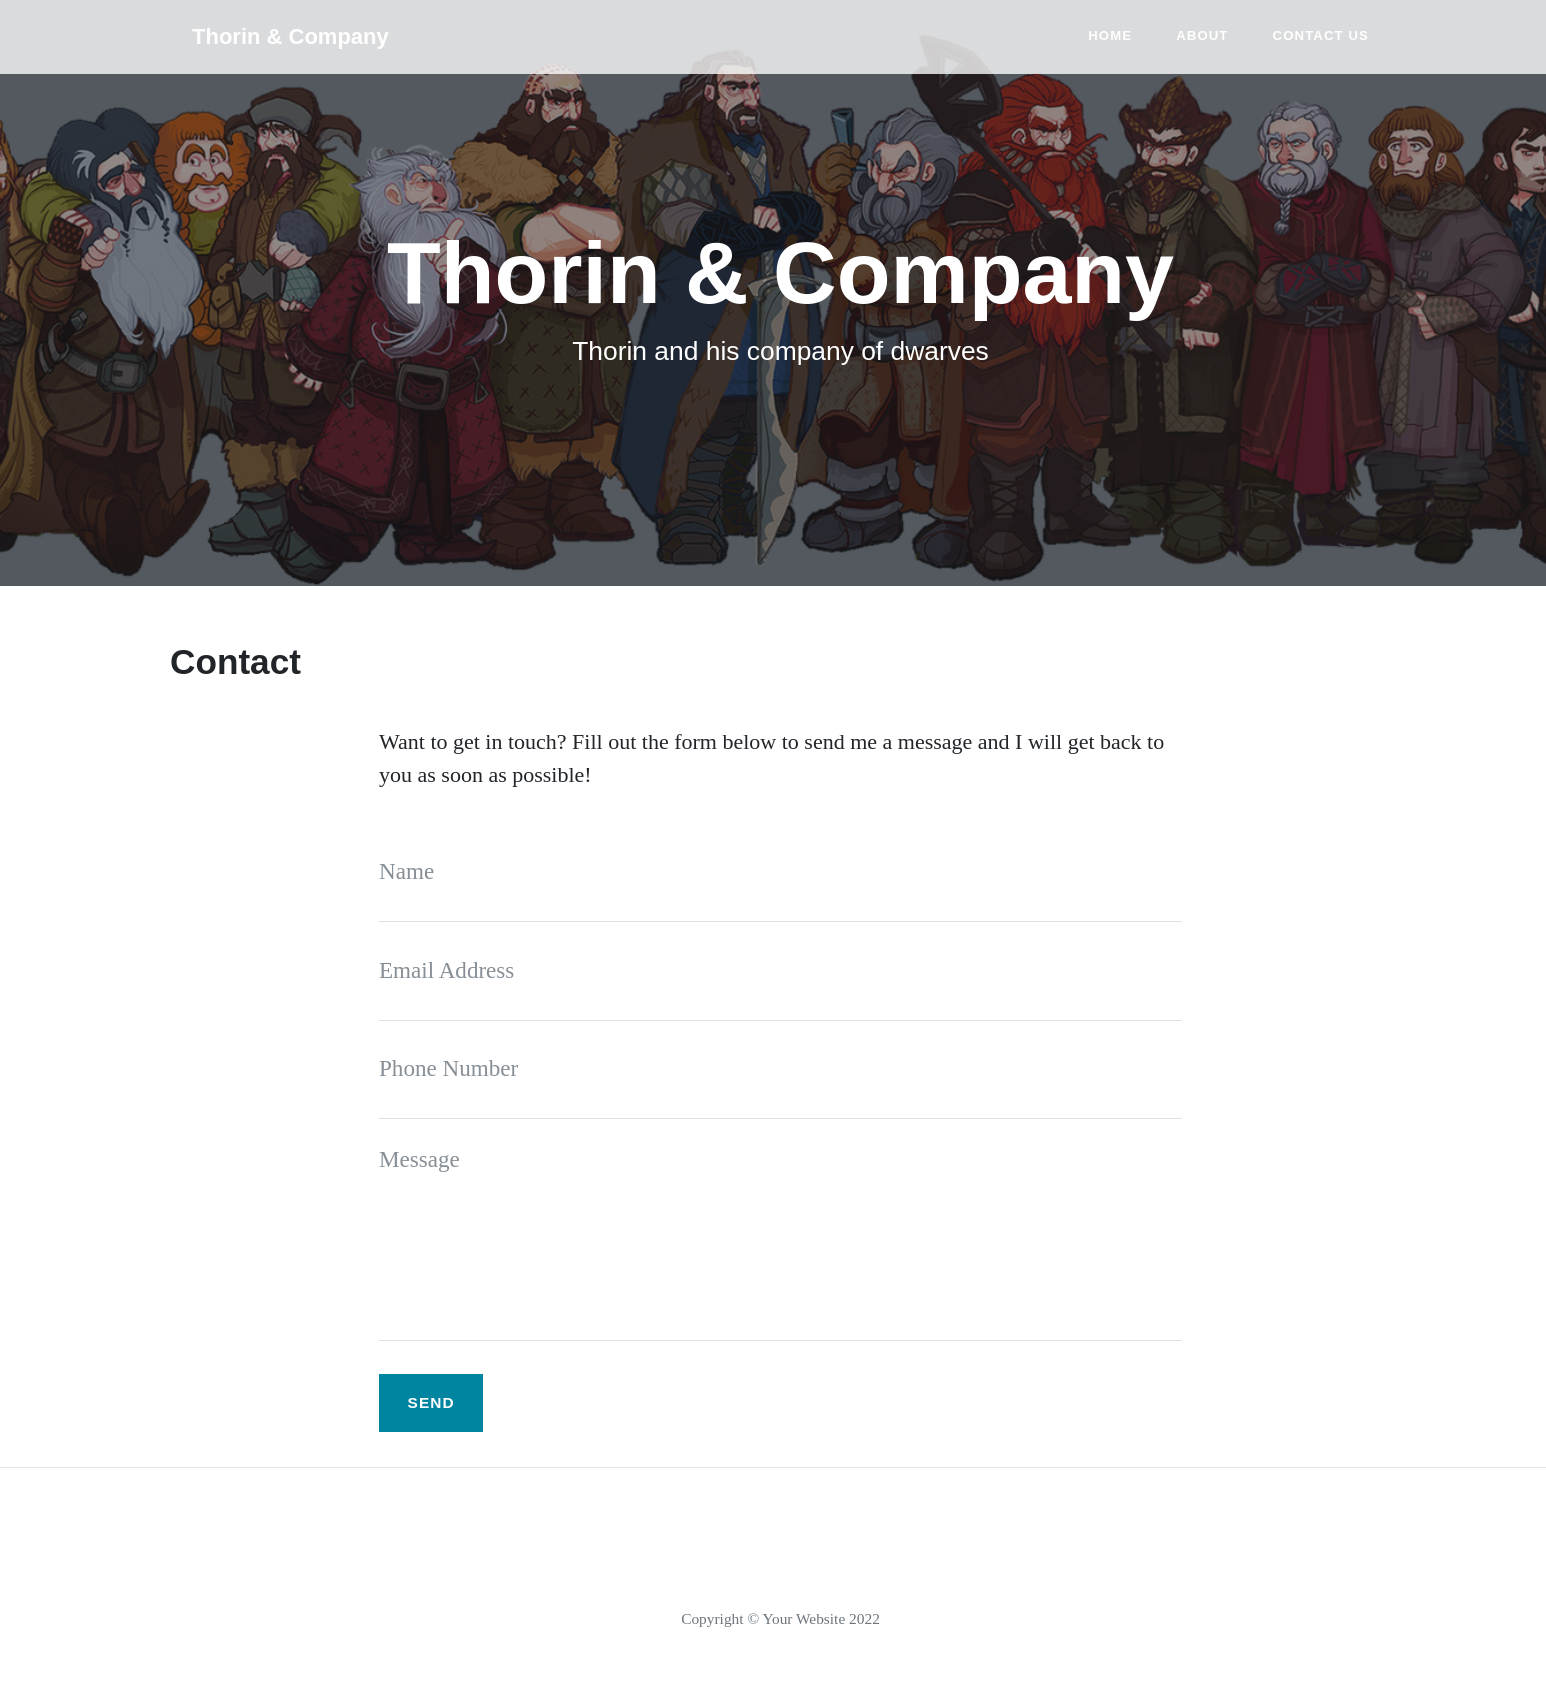 Thorin & Company
HOME
ABOUT
CONTACT US
Thorin & Company
Thorin and his company of dwarves
Contact
Want to get in touch? Fill out the form below to send me a message and I will get back to
you as soon as possible!
Name
Email Address
Phone Number
Message
SEND
Copyright © Your Website 2022